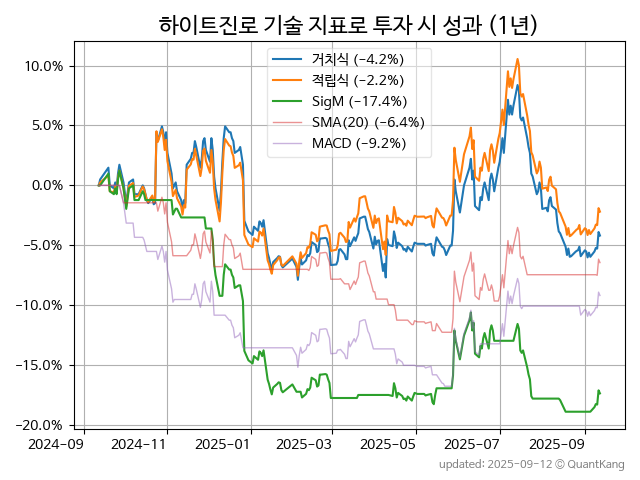 하이트진로 기술 지표로 투자 시 성과 (1년)
거치식 (−4.2%)
적립식 (−2.2%)
SigM (−17.4%)
SMA(20) (−6.4%)
MACD (−9.2%)
10.0%
5.0%
0.0%
−5.0%
−10.0%
−15.0%
−20.0%
2024-09 2024-11 2025-01 2025-03 2025-05 2025-07 2025-09
updated: 2025-09-12 © QuantKang